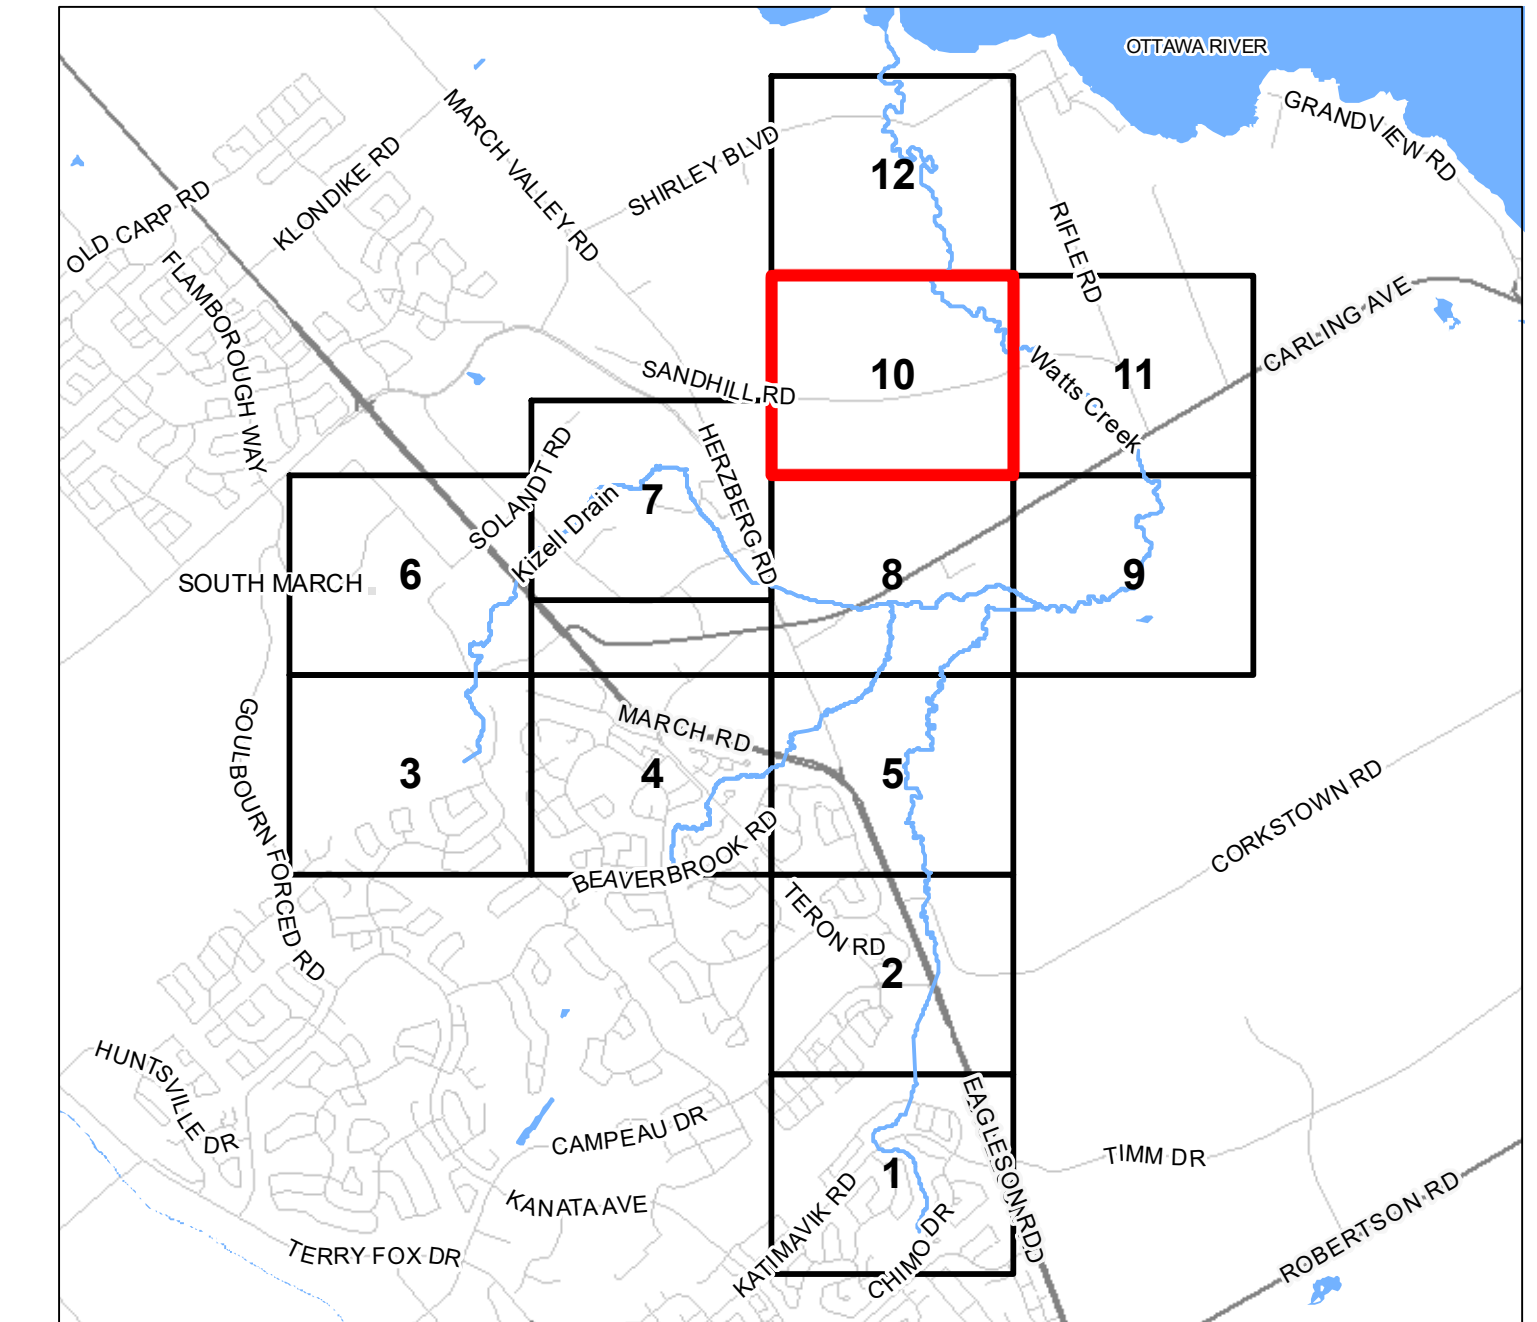 OTTAWA RIVER
GRANDVIEW RD
MARCH VALLEY RD
SHIRLEY BLVD
KLONDIKE RD
12
OLD CARP RD
RIFLE RD
FLAMBOROUGH WAY
CARLING AVE
SANDHILL RD
10
Watts Creek
11
HERZBERG RD
SOLANDT RD
7
Kizell Drain
SOUTH MARCH
6
8
9
GOULBOURN FORCED RD
MARCH RD
3
4
5
CORKSTOWN RD
BEAVERBROOK RD
TERON RD
2
HUNTSVILLE DR
CAMPEAU DR
EAGLESON RD
TIMM DR
1
KANATA AVE
KATIMAVIK RD
CHIMO DR
ROBERTSON RD
TERRY FOX DR